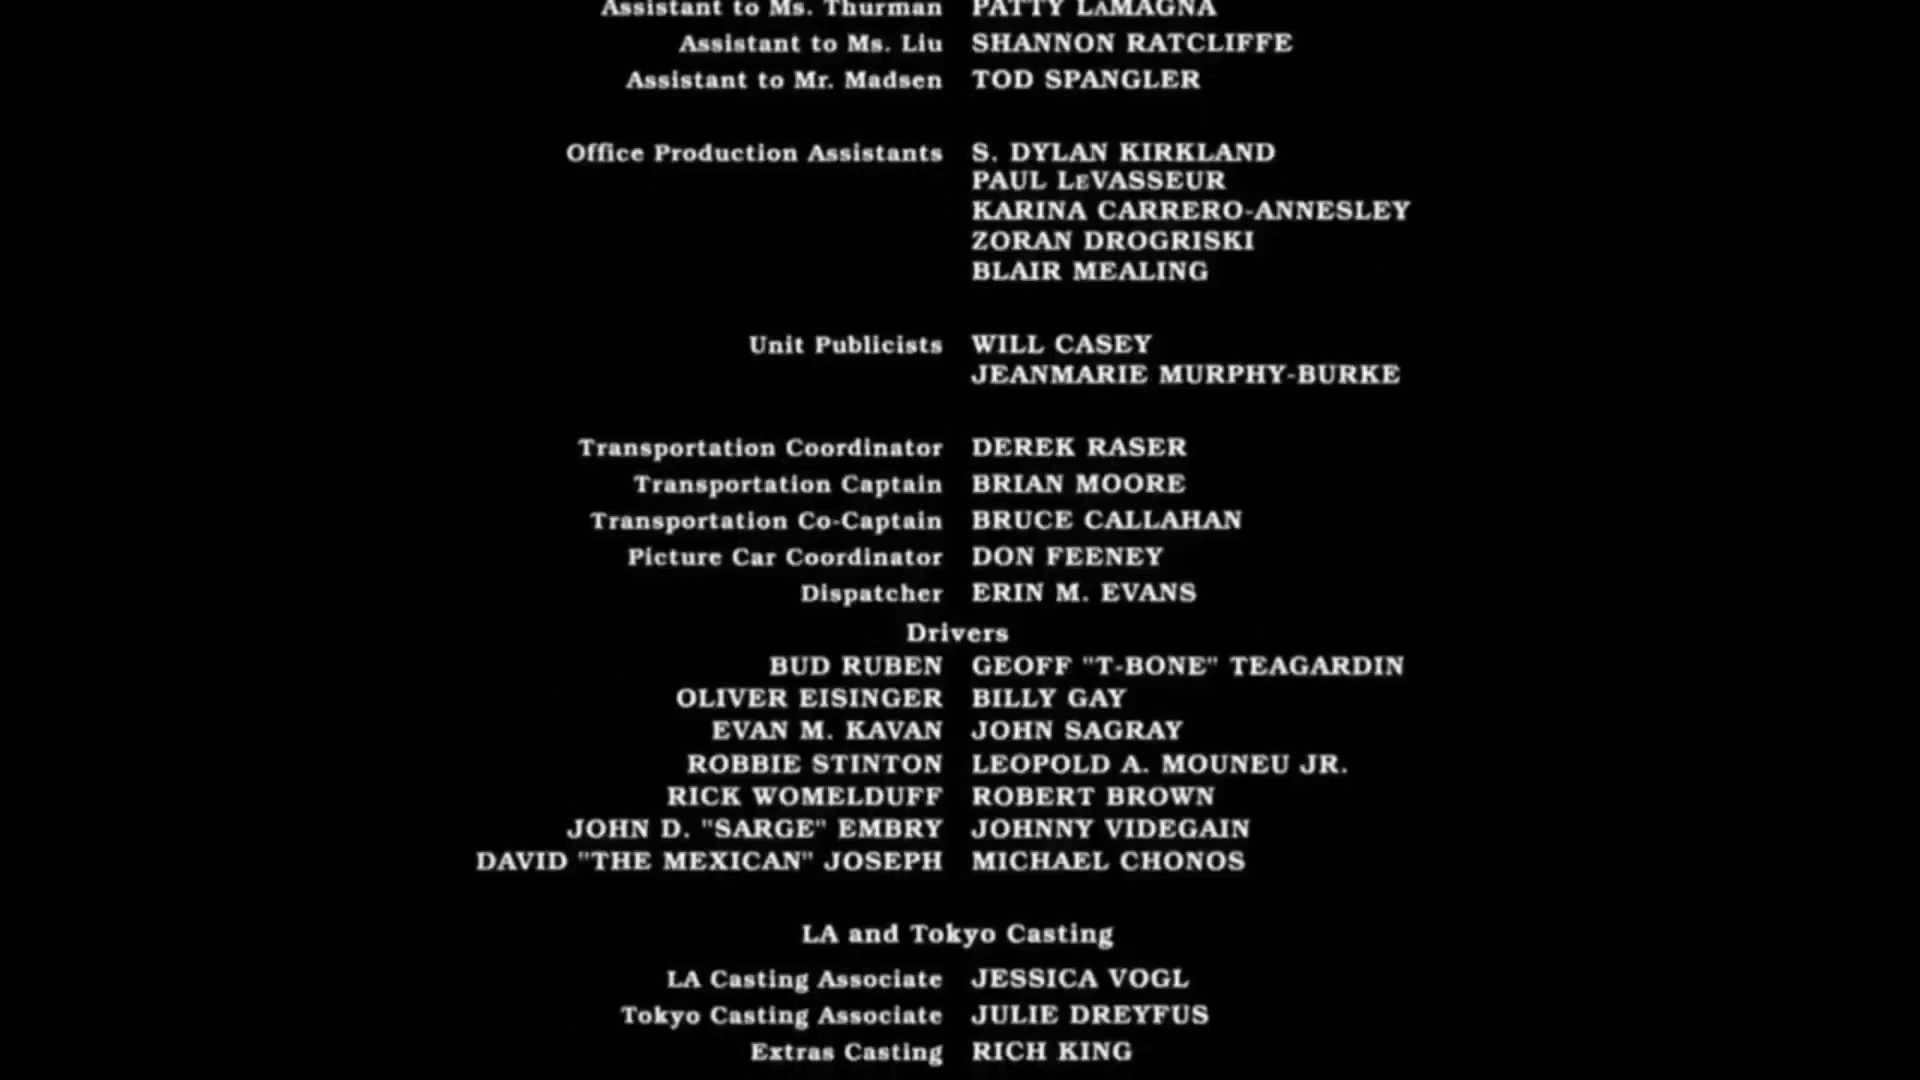 Assistant to Ms. Thurman PATTY LAMAGNA
Assistant to Ms. Liu SHANNON RATCLIFFE
Assistant to Mr. Madsen TOD SPANGLER
Office Production Assistants S. DYLAN KIRKLAND
PAUL LEVASSEUR
KARINA CARRERO-ANNESLEY
ZORAN DROGRISKI
BLAIR MEALING
Unit Publicists WILL CASEY
JEANMARIE MURPHY-BURKE
Transportation Coordinator DEREK RASER
Transportation Captain BRIAN MOORE
Transportation Co-Captain BRUCE CALLAHAN
Picture Car Coordinator DON FEENEY
Dispatcher ERIN M. EVANS
Drivers
BUD RUBEN GEOFF "T-BONE" TEAGARDIN
OLIVER EISINGER BILLY GAY
EVAN M. KAVAN JOHN SAGRAY
ROBBIE STINTON LEOPOLD A. MOUNEU JR.
RICK WOMELDUFF ROBERT BROWN
JOHN D. "SARGE" EMBRY JOHNNY VIDEGAIN
DAVID "THE MEXICAN" JOSEPH MICHAEL CHONOS
LA and Tokyo Casting
LA Casting Associate JESSICA VOGL
Tokyo Casting Associate JULIE DREYFUS
Extras Casting RICH KING